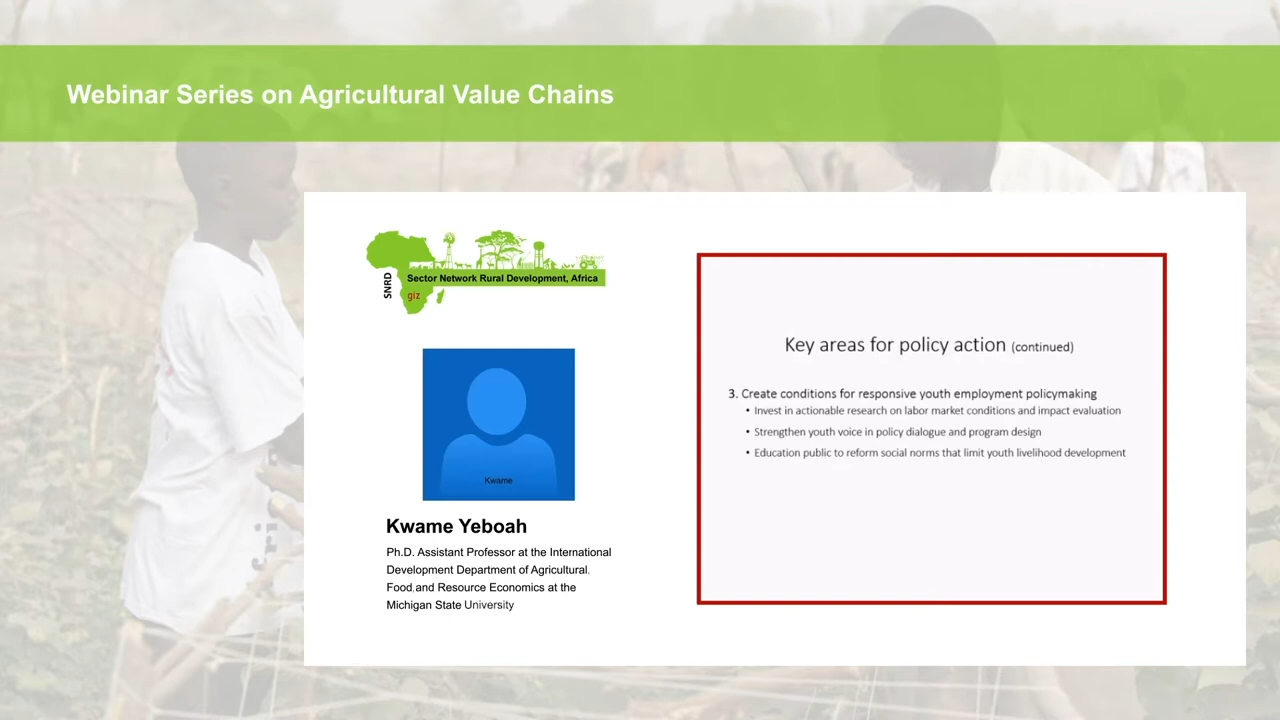 Webinar Series on Agricultural Value Chains
SNRD
Sector Network Rural Development, Africa
giz
Kwame
Kwame Yeboah
Ph.D. Assistant Professor at the International
Development Department of Agricultural.
Food and Resource Economics at the
Michigan State University
Key areas for policy action (continued)
3. Create conditions for responsive youth employment policymaking
• Invest in actionable research on labor market conditions and impact evaluation
• Strengthen youth voice in policy dialogue and program design
• Education public to reform social norms that limit youth livelihood development